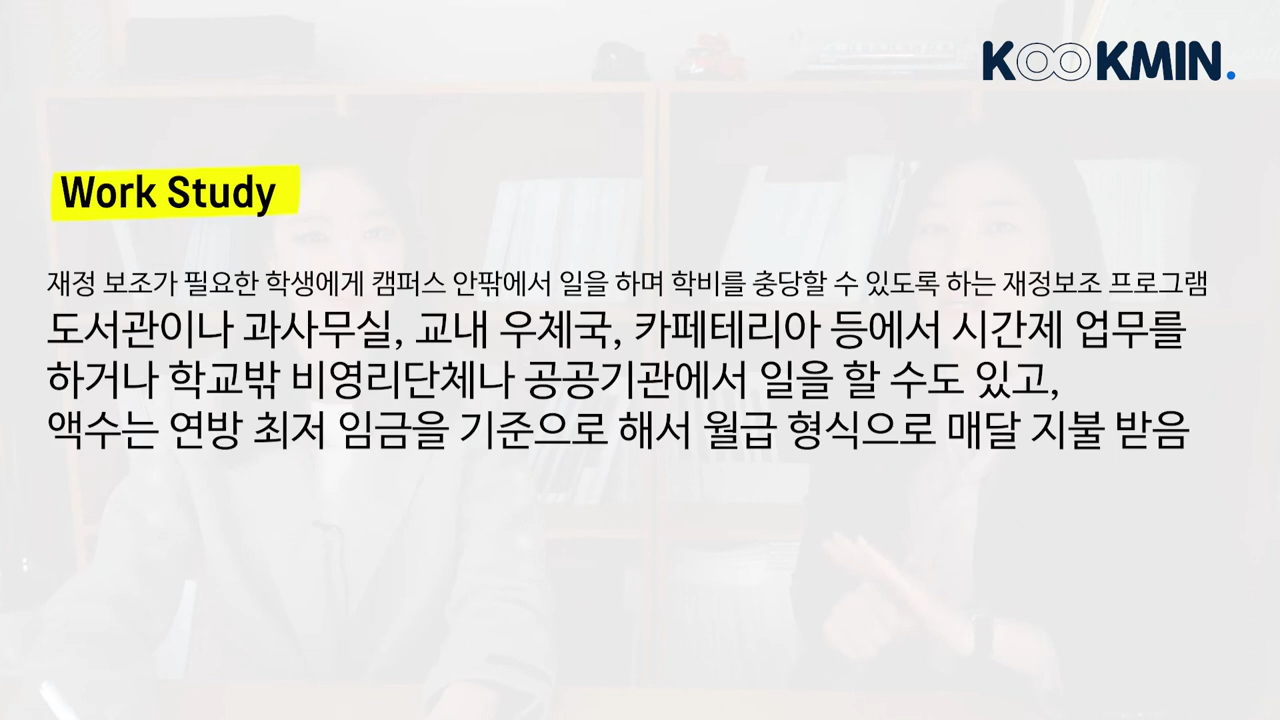 KOOKMIN.
Work Study
재정 보조가 필요한 학생에게 캠퍼스 안팎에서 일을 하며 학비를 충당할 수 있도록 하는 재정보조 프로그램
도서관이나 과사무실, 교내 우체국, 카페테리아 등에서 시간제 업무를
하거나 학교밖 비영리단체나 공공기관에서 일을 할 수도 있고,
액수는 연방 최저 임금을 기준으로 해서 월급 형식으로 매달 지불 받음